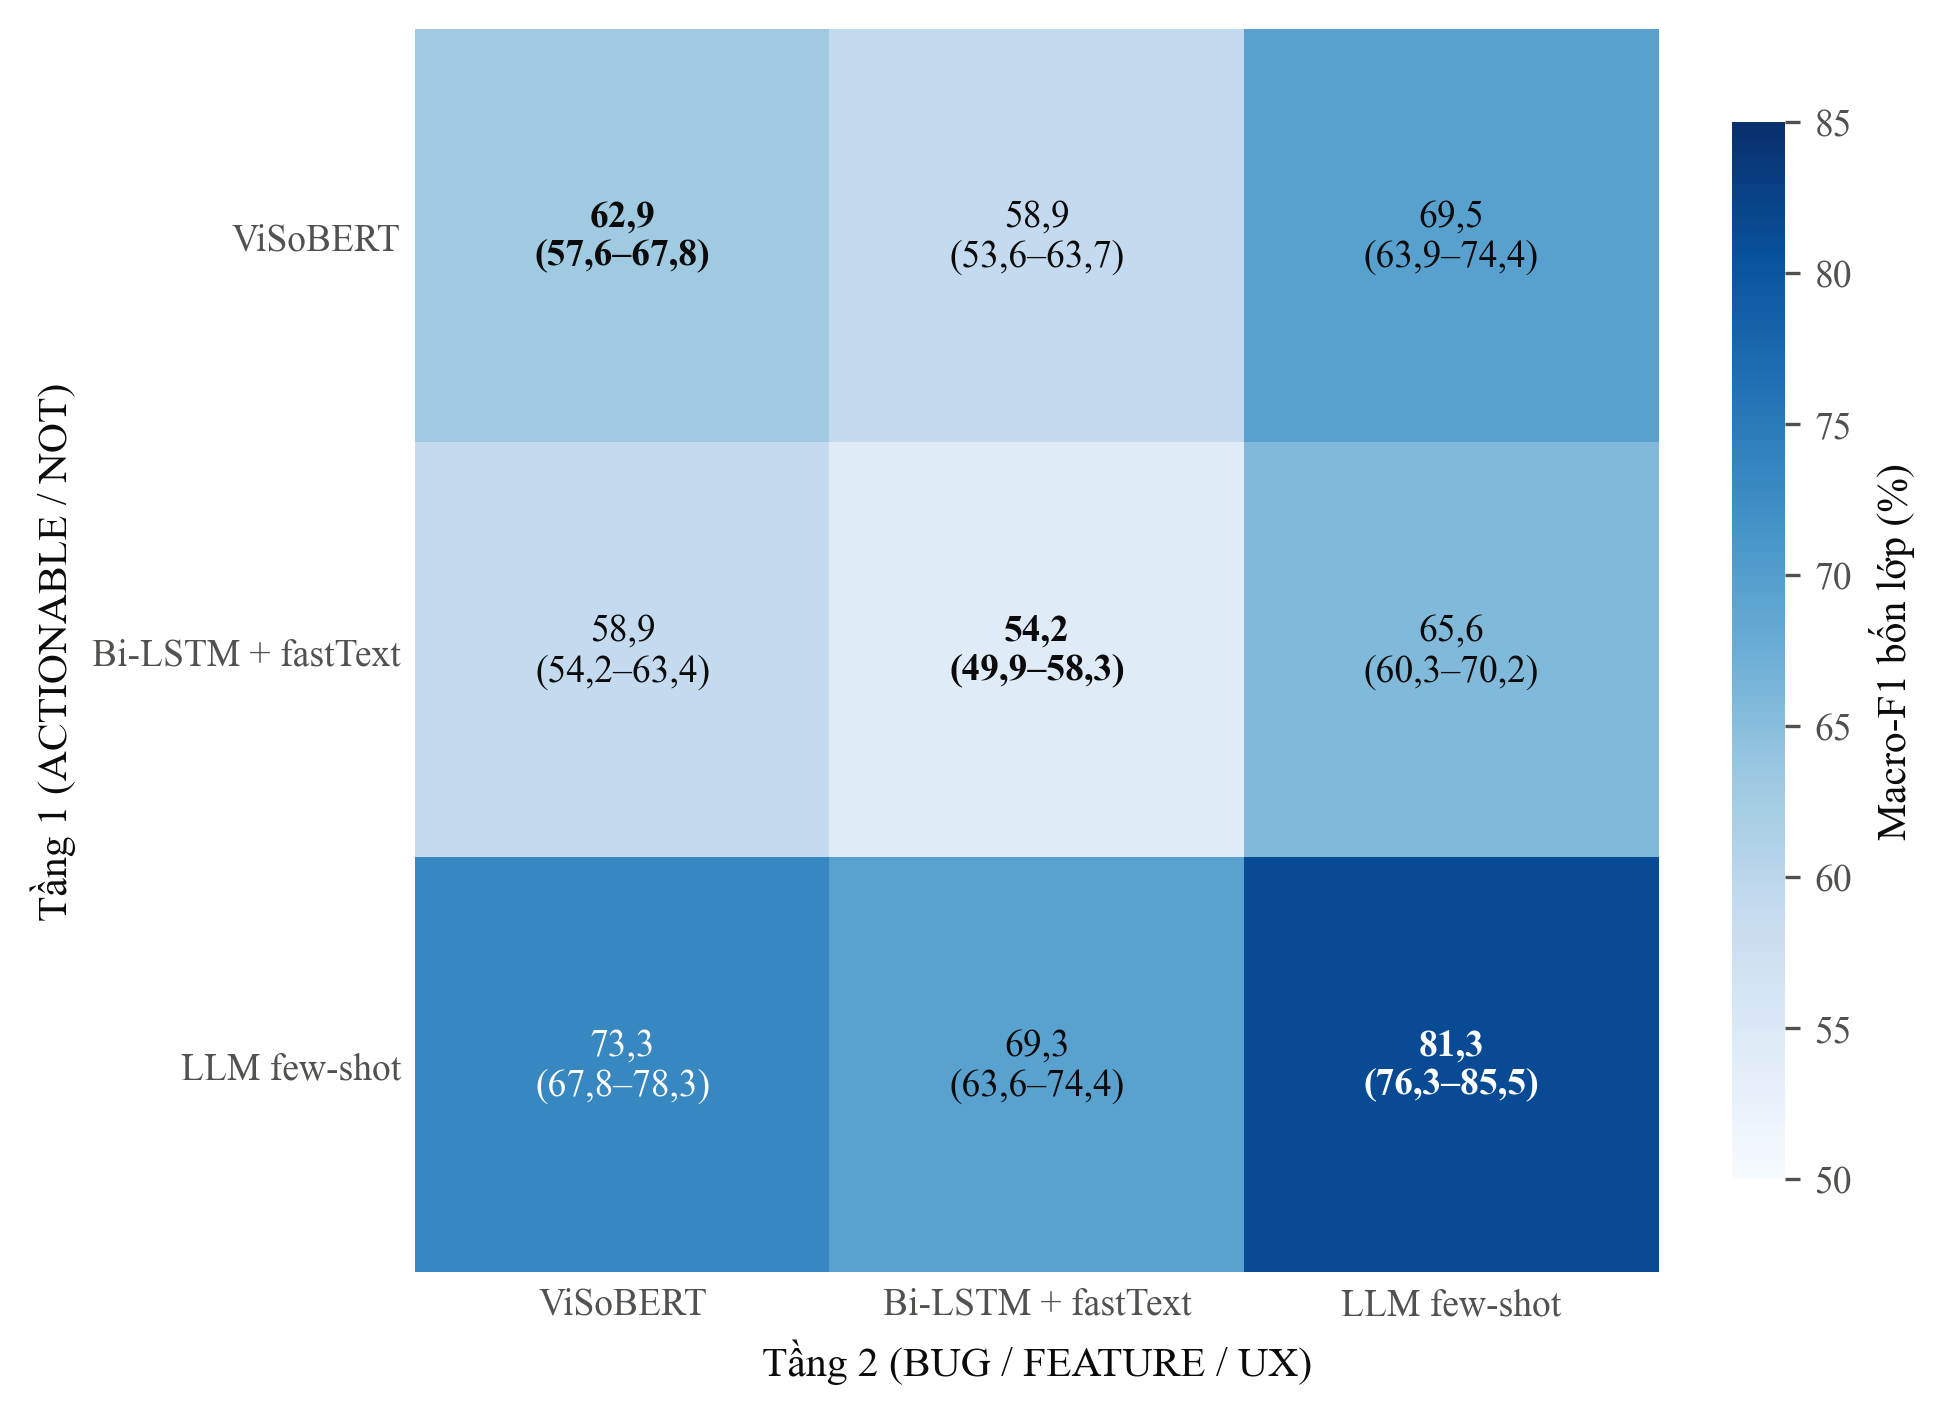 ViSoBERT
62,9
(57,6–67,8)
58,9
(53,6–63,7)
69,5
(63,9–74,4)
Bi-LSTM + fastText
58,9
(54,2–63,4)
54,2
(49,9–58,3)
65,6
(60,3–70,2)
LLM few-shot
73,3
(67,8–78,3)
69,3
(63,6–74,4)
81,3
(76,3–85,5)
Tầng 1 (ACTIONABLE / NOT)
ViSoBERT
Bi-LSTM + fastText
LLM few-shot
Tầng 2 (BUG / FEATURE / UX)
85
80
75
70
65
60
55
50
Macro-F1 bốn lớp (%)